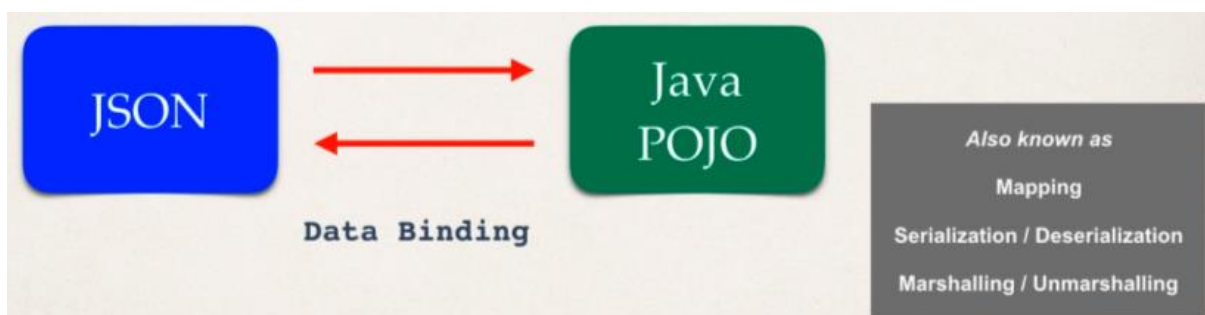 JSON
Java
POJO
Data Binding
Also known as
Mapping
Serialization / Deserialization
Marshalling / Unmarshalling